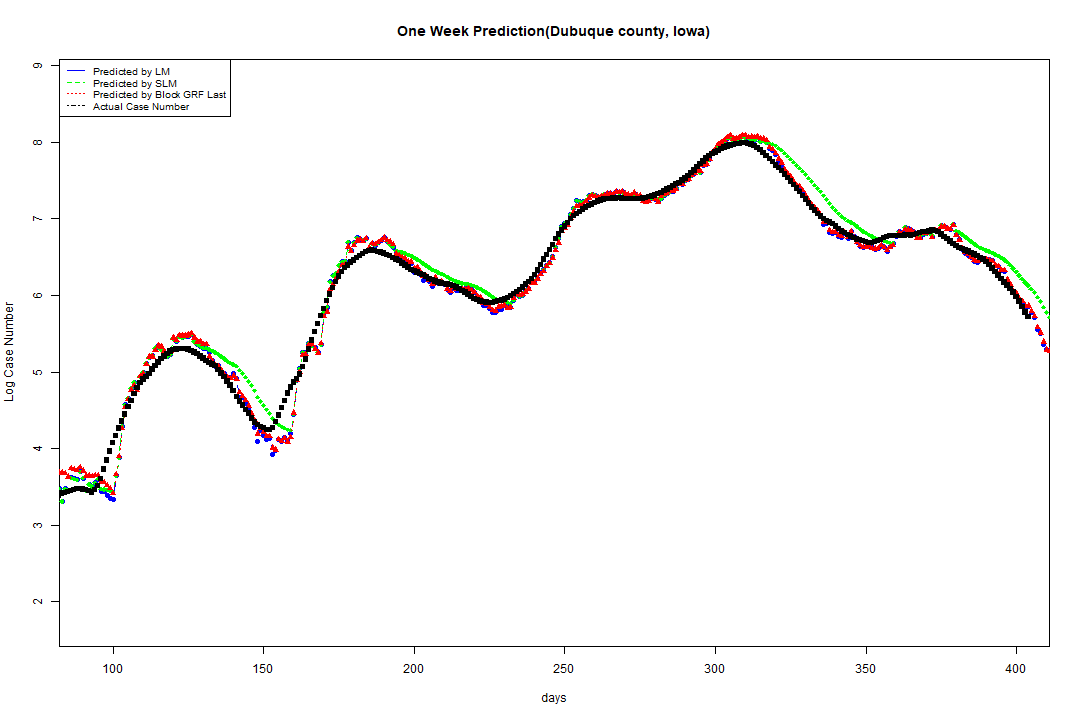 One Week Prediction(Dubuque county, Iowa)
Predicted by LM
Predicted by SLM
Predicted by Block GRF Last
Actual Case Number
9
8
7
6
5
4
3
2
Log Case Number
100 150 200 250 300 350 400
days